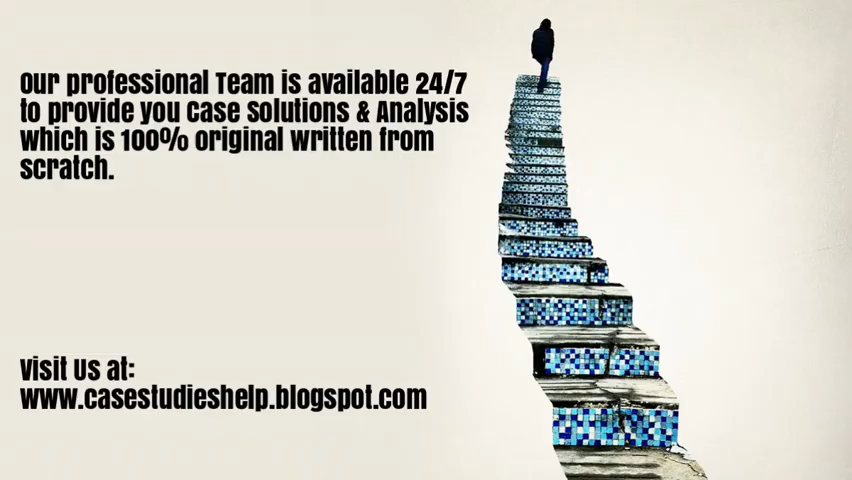 Our professional Team is available 24/7
to provide you Case Solutions & Analysis
which is 100% original written from
scratch.
Visit Us at:
www.casestudieshelp.blogspot.com